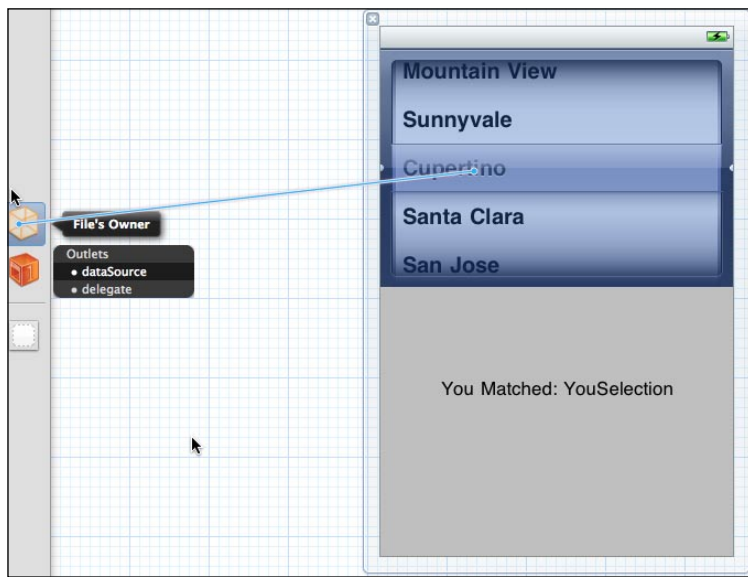 Mountain View
Sunnyvale
Cupertino
Santa Clara
San Jose
File's Owner
Outlets
• dataSource
• delegate
You Matched: YouSelection